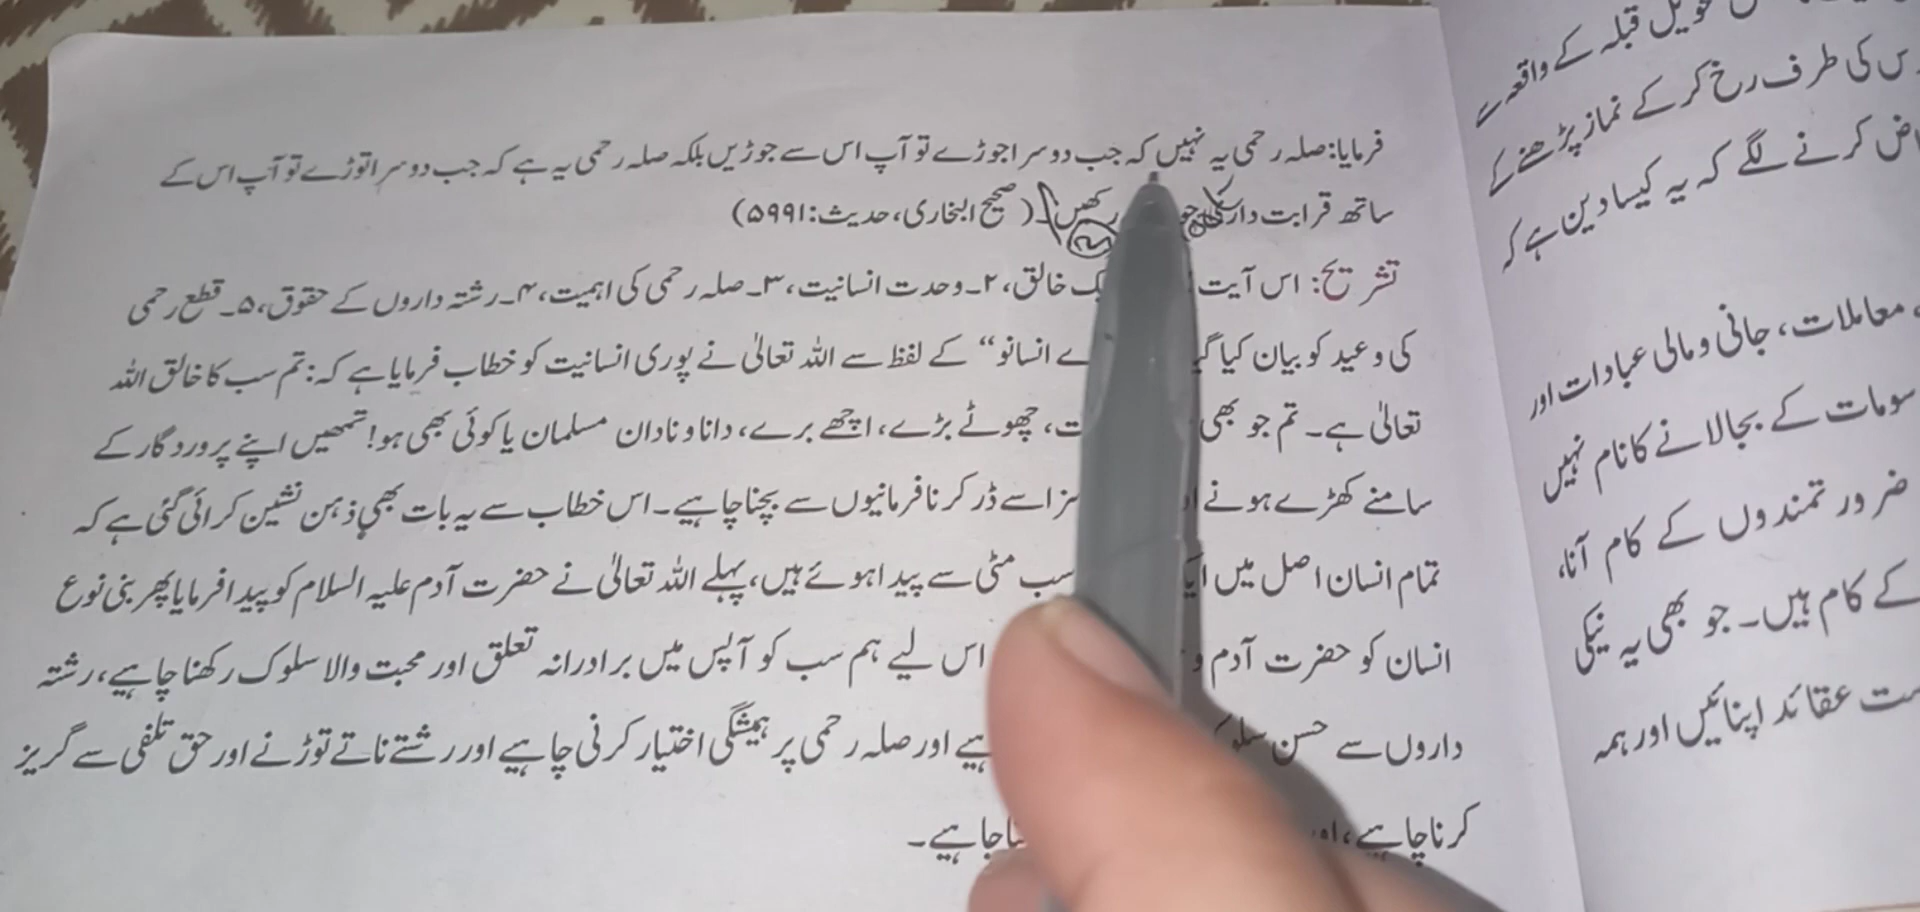 فرمایا: صلہ رحمی یہ نہیں کہ جب دوسرا جوڑے تو آپ اس سے جوڑیں بلکہ صلہ رحمی یہ ہے کہ جب دوسرا توڑے تو آپ اس کے
ساتھ قرابت داری رکھیں۔ (صحیح البخاری، حدیث: ۵۹۹۱)
تشریح: اس آیت خالق، ۲۔ وحدت انسانیت، ۳۔ صلہ رحمی کی اہمیت، ۴۔ رشتہ داروں کے حقوق، ۵۔ قطع رحمی
کی وعید کو بیان کیا انسانو“ کے لفظ سے اللہ تعالیٰ نے پوری انسانیت کو خطاب فرمایا ہے کہ: تم سب کا خالق اللہ
تعالیٰ ہے۔ تم جو بھی چھوٹے بڑے، اچھے برے، دانا و نادان مسلمان یا کوئی بھی ہو! تمھیں اپنے پروردگار کے
سامنے کھڑے ہونے سے ڈر کر نافرمانیوں سے بچنا چاہیے۔ اس خطاب سے یہ بات بھی ذہن نشین کرائی گئی ہے کہ
تمام انسان اصل میں سب مٹی سے پیدا ہوئے ہیں، پہلے اللہ تعالیٰ نے حضرت آدم علیہ السلام کو پیدا فرمایا پھر بنی نوع
انسان کو حضرت آدم اس لیے ہم سب کو آپس میں برادرانہ تعلق اور محبت والا سلوک رکھنا چاہیے، رشتہ
داروں سے حسن سلوک اور صلہ رحمی پر ہمیشگی اختیار کرنی چاہیے اور رشتے ناتے توڑنے اور حق تلفی سے گریز
کرنا چاہیے، چاہیے۔
قبلہ کے واقعہ
کی طرف رخ کر کے نماز پڑھنے کے
کرنے لگے کہ یہ کیسا دین ہے کہ
معاملات، جانی و مالی عبادات اور
کے بجا لانے کا نام نہیں
ضرورتمندوں کے کام آنا،
کے کام ہیں۔ جو بھی یہ نیکی
عقائد اپنائیں اور ہمہ